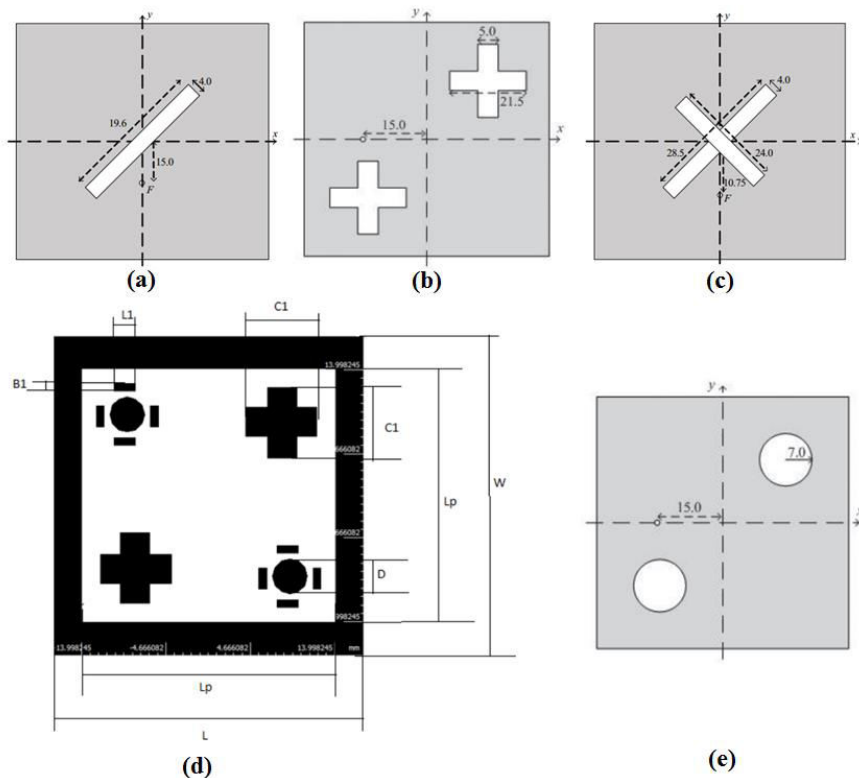 y
4.0
19.6
x
15.0
F
(a)
y
5.0
21.5
15.0
x
(b)
y
4.0
x
28.5
24.0
10.75
F
(c)
C1
L1
B1
13.998245
C1
666082
W
Lp
666082
D
998245
13.998245
-4.666082
4.666082
13.998245
mm
Lp
L
(d)
y
7.0
15.0
(e)